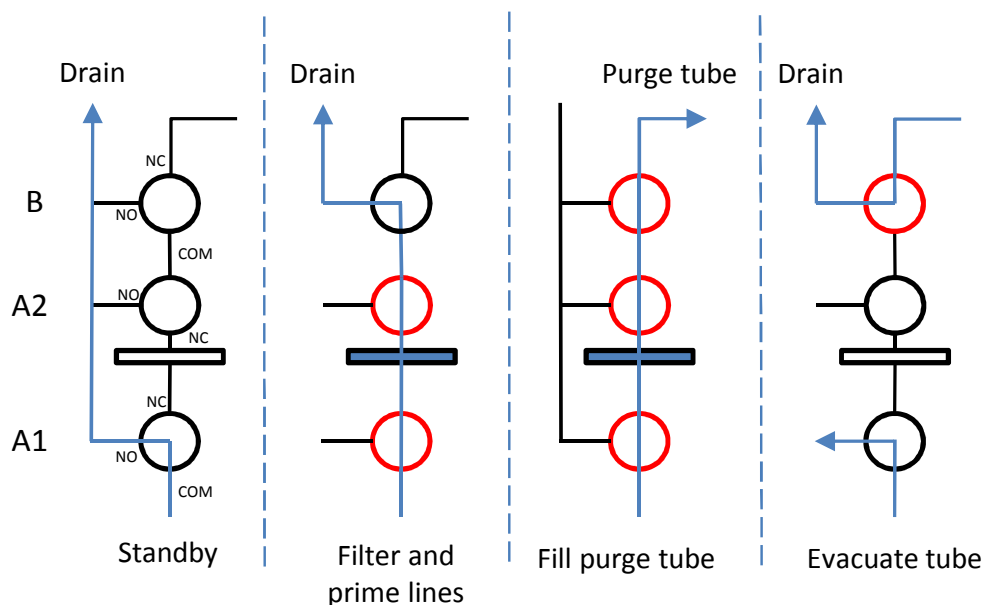 Drain
Drain
Purge tube
Drain
NC
B
NO
COM
A2
NO
NC
NC
A1
NO
COM
Standby
Filter and
prime lines
Fill purge tube
Evacuate tube